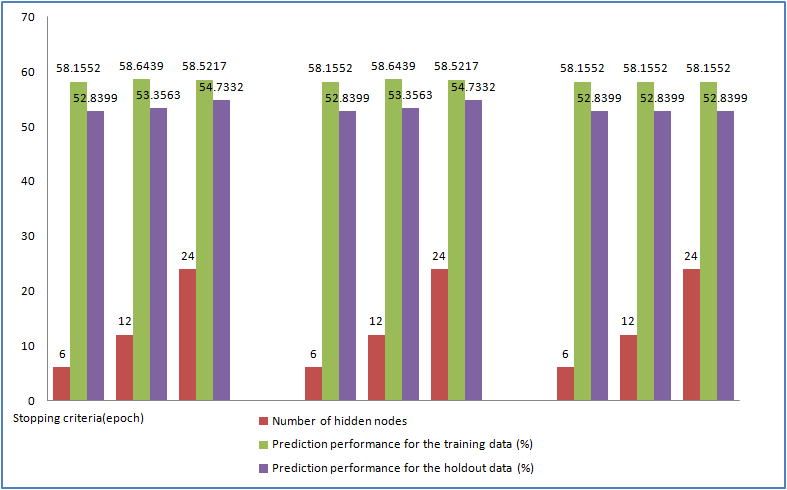 70
58.1552 58.6439 58.5217 58.1552 58.6439 58.5217 58.1552 58.1552 58.1552
60
52.8399 53.3563 54.7332 52.8399 53.3563 54.7332 52.8399 52.8399 52.8399
50
40
30
24 24 24
20
12 12 12
10
6 6 6
0
Stopping criteria(epoch)
Number of hidden nodes
Prediction performance for the training data (%)
Prediction performance for the holdout data (%)